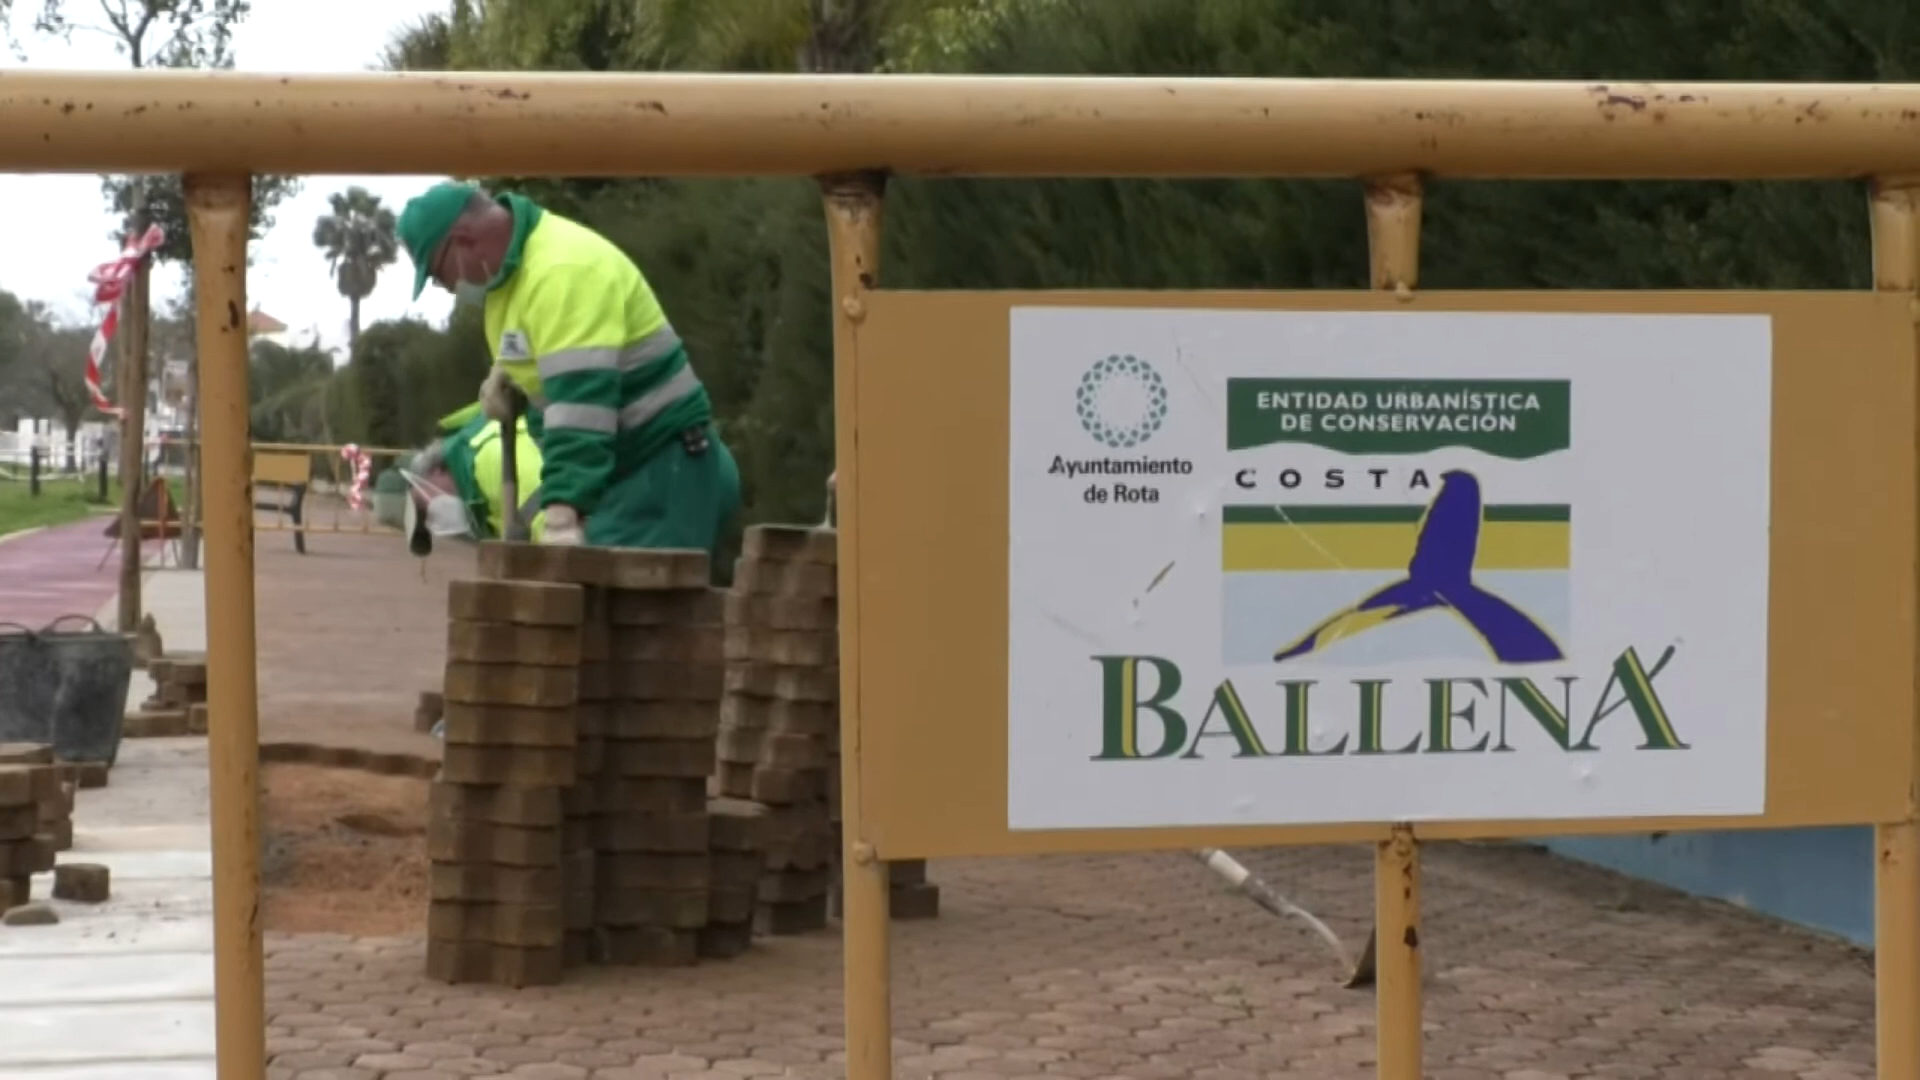 Ayuntamiento
de Rota
ENTIDAD URBANÍSTICA
DE CONSERVACIÓN
COSTA
BALLENA